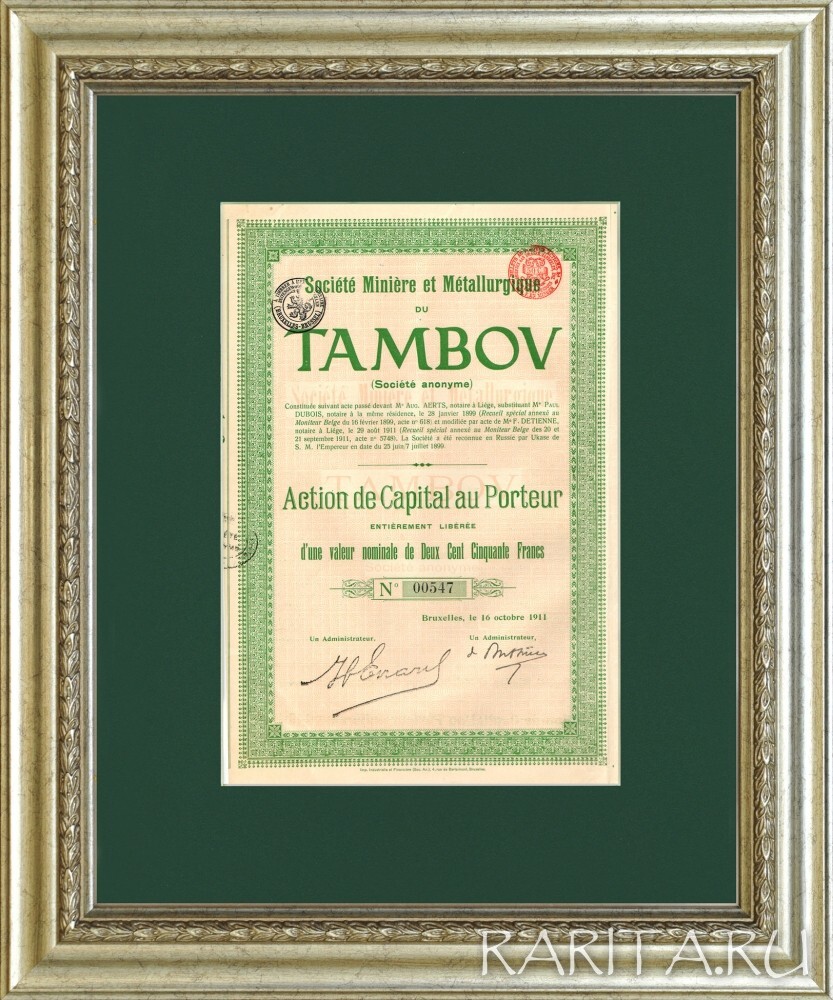 Société Minière et Métallurgique
DU
TAMBOV
(Société anonyme)
Constituée suivant acte passé devant Mᵉ Aug. AERTS, notaire à Liége, substituant Mᵉ Paul
DUBOIS, notaire à la même résidence, le 28 janvier 1899 (Recueil spécial annexé au
Moniteur Belge du 16 février 1899, acte nº 618) et modifiée par acte de Mᵉ F. DETIENNE,
notaire à Liége, le 29 août 1911 (Recueil spécial annexé au Moniteur Belge des 20 et
21 septembre 1911, acte nº 5748). La Société a été reconnue en Russie par Ukase de
S. M. l'Empereur en date du 25 juin/7 juillet 1899.
Action de Capital au Porteur
ENTIÈREMENT LIBÉRÉE
d'une valeur nominale de Deux Cent Cinquante Francs
Nº 00547
Bruxelles, le 16 octobre 1911
Un Administrateur, Un Administrateur,
RARITA.RU